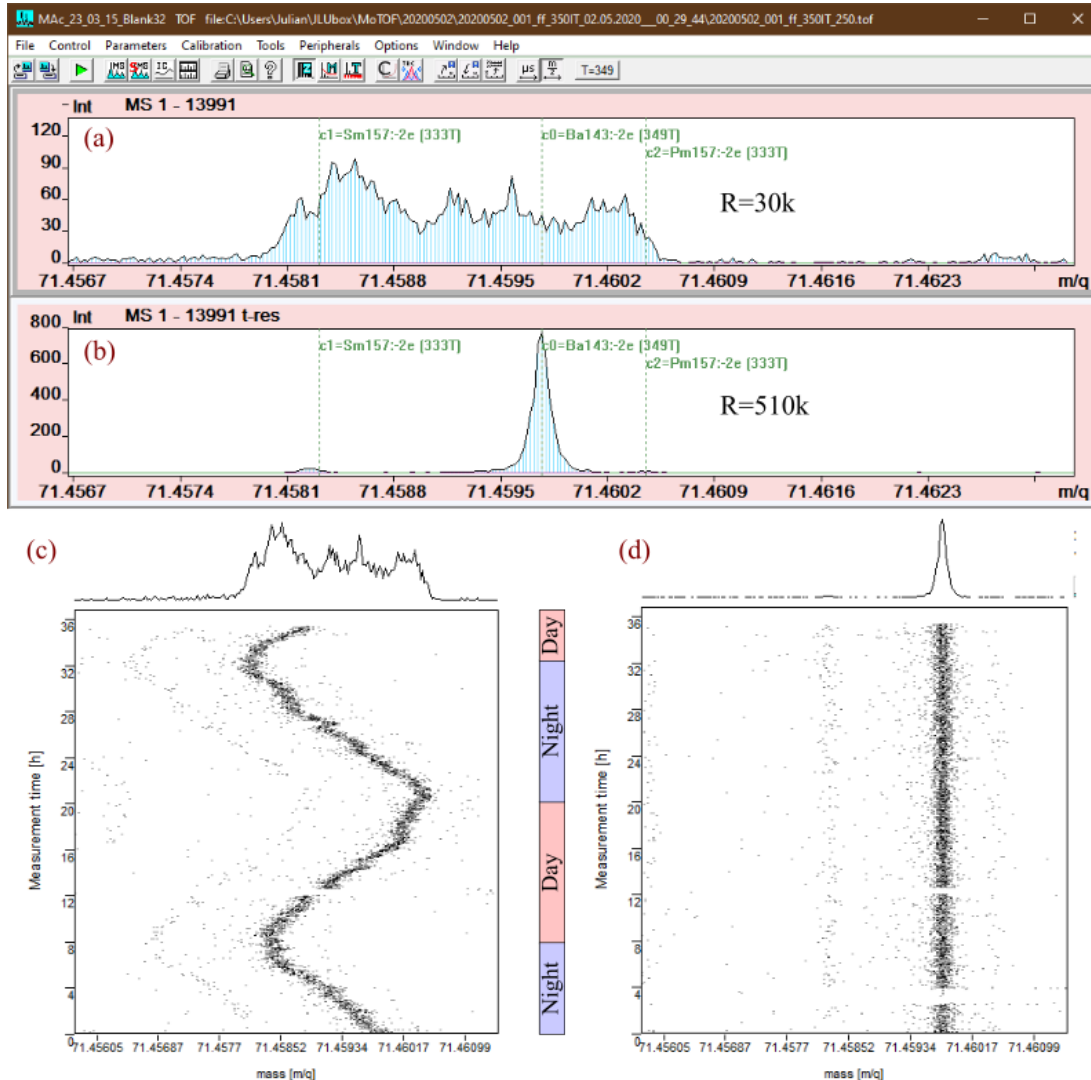 MAc_23_03_15_Blank32 TOF file:C:\Users\Julian\JLUbox\MoTOF\20200502\20200502_001_ff_350IT_02.05.2020__00_29_44\20200502_001_ff_350IT_250.tof
File Control Parameters Calibration Tools Peripherals Options Window Help
µs m/z T=349
Int MS 1 - 13991
(a)
c1=Sm157:-2e (333T) c0=Ba143:-2e (349T)
c2=Pm157:-2e (333T)
R=30k
120
90
60
30
0
71.4567 71.4574 71.4581 71.4588 71.4595 71.4602 71.4609 71.4616 71.4623 m/q
Int MS 1 - 13991 t-res
(b)
c1=Sm157:-2e (333T) c0=Ba143:-2e (349T)
c2=Pm157:-2e (333T)
R=510k
800
600
400
200
0
71.4567 71.4574 71.4581 71.4588 71.4595 71.4602 71.4609 71.4616 71.4623 m/q
(c)
Measurement time [h]
36
32
28
24
20
16
12
8
4
0
71.45605 71.45687 71.4577 71.45852 71.45934 71.46017 71.46099
mass [m/q]
Day
Night
Day
Night
(d)
Measurement time [h]
36
32
28
24
20
16
12
8
4
0
71.45605 71.45687 71.4577 71.45852 71.45934 71.46017 71.46099
mass [m/q]